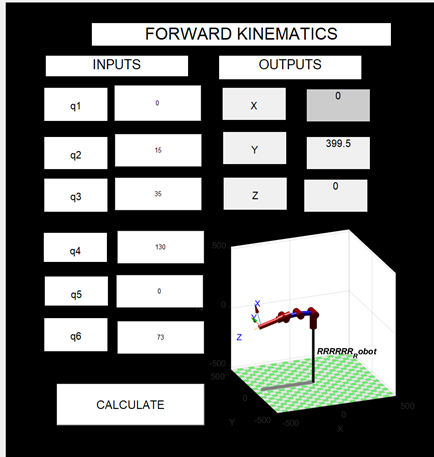 FORWARD KINEMATICS
INPUTS
OUTPUTS
q1
0
X
0
q2
15
Y
399.5
q3
35
Z
0
q4
130
q5
0
q6
73
CALCULATE
500
0
-500
X
Y
Z
RRRRRR_Robot
500
0
-500
Y
-500
0
500
X